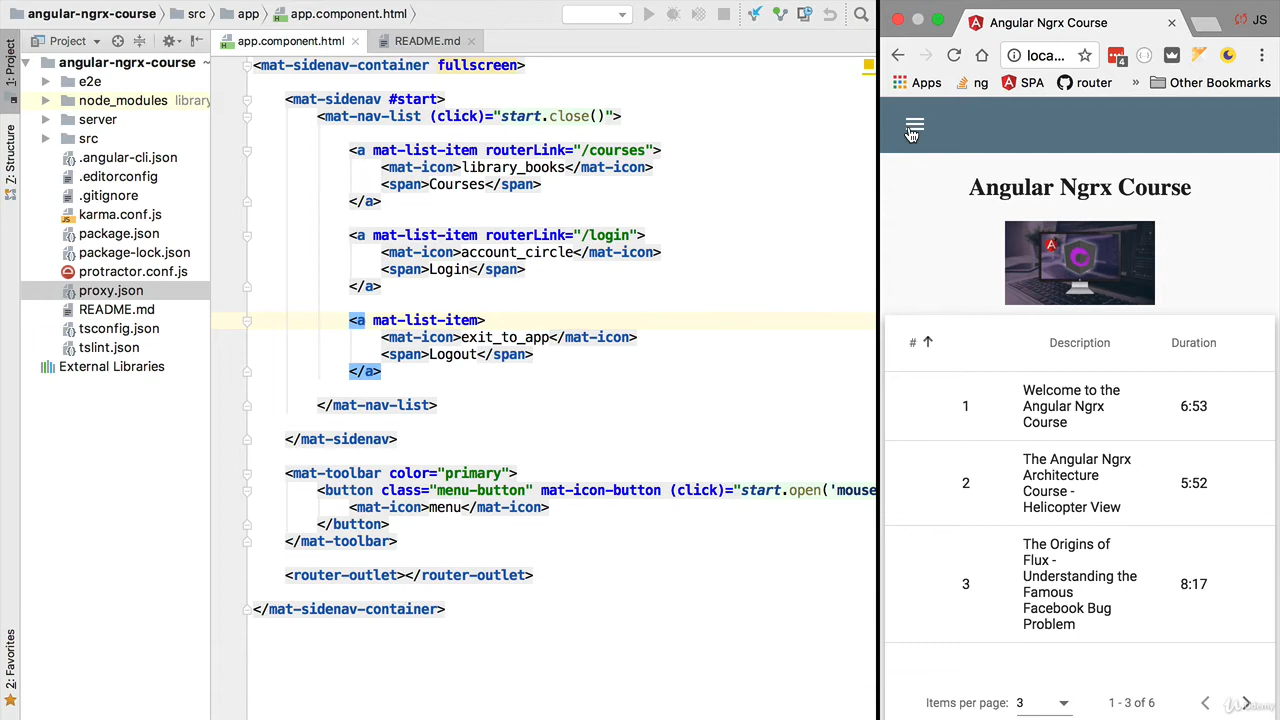 angular-ngrx-course
src
app
app.component.html
Project
app.component.html
README.md
1: Project
Z: Structure
2: Favorites
angular-ngrx-course
e2e
node_modules library
server
src
.angular-cli.json
.editorconfig
.gitignore
karma.conf.js
package.json
package-lock.json
protractor.conf.js
proxy.json
README.md
tsconfig.json
tslint.json
External Libraries
<mat-sidenav-container fullscreen>
<mat-sidenav #start>
<mat-nav-list (click)="start.close()">
<a mat-list-item routerLink="/courses">
<mat-icon>library_books</mat-icon>
<span>Courses</span>
</a>
<a mat-list-item routerLink="/login">
<mat-icon>account_circle</mat-icon>
<span>Login</span>
</a>
<a mat-list-item>
<mat-icon>exit_to_app</mat-icon>
<span>Logout</span>
</a>
</mat-nav-list>
</mat-sidenav>
<mat-toolbar color="primary">
<button class="menu-button" mat-icon-button (click)="start.open('mouse
<mat-icon>menu</mat-icon>
</button>
</mat-toolbar>
<router-outlet></router-outlet>
</mat-sidenav-container>
Angular Ngrx Course
JS
loca...
4
Apps
ng
SPA
router
»
Other Bookmarks
Angular Ngrx Course
# Description Duration
1 Welcome to the Angular Ngrx Course 6:53
2 The Angular Ngrx Architecture Course - Helicopter View 5:52
3 The Origins of Flux - Understanding the Famous Facebook Bug Problem 8:17
Items per page: 3 1 - 3 of 6
Udemy